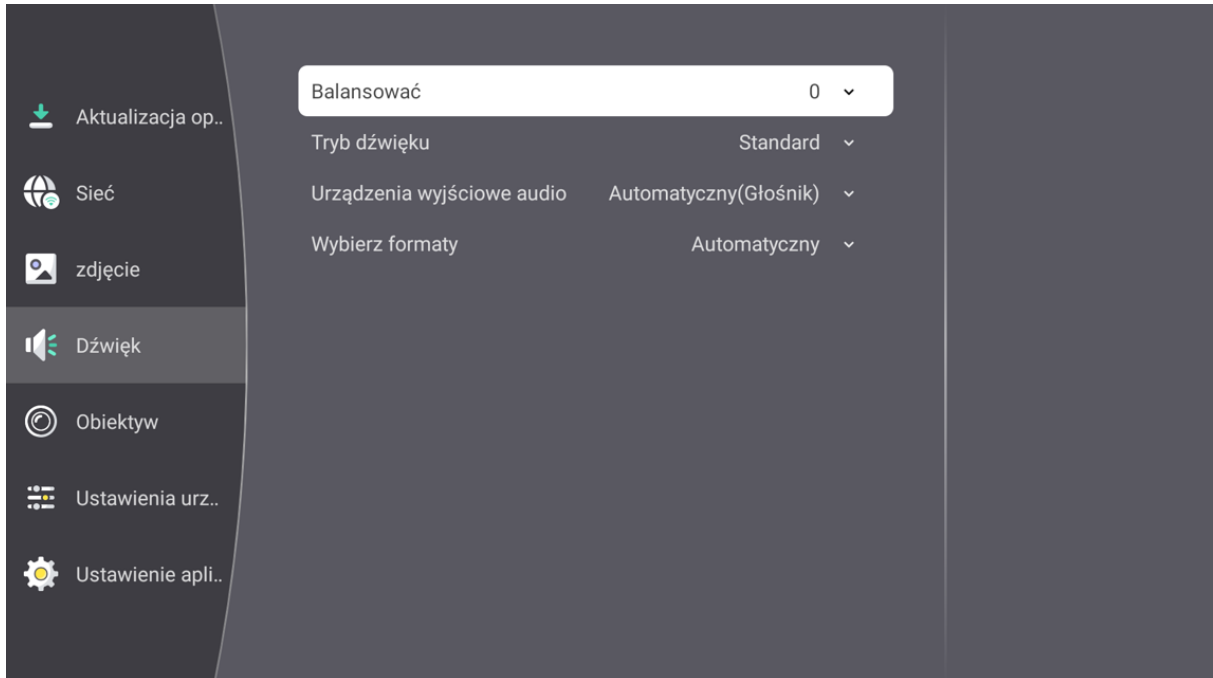 Aktualizacja op..
Sieć
zdjęcie
Dźwięk
Obiektyw
Ustawienia urz..
Ustawienie apli..
Balansować 0
Tryb dźwięku Standard
Urządzenia wyjściowe audio Automatyczny(Głośnik)
Wybierz formaty Automatyczny